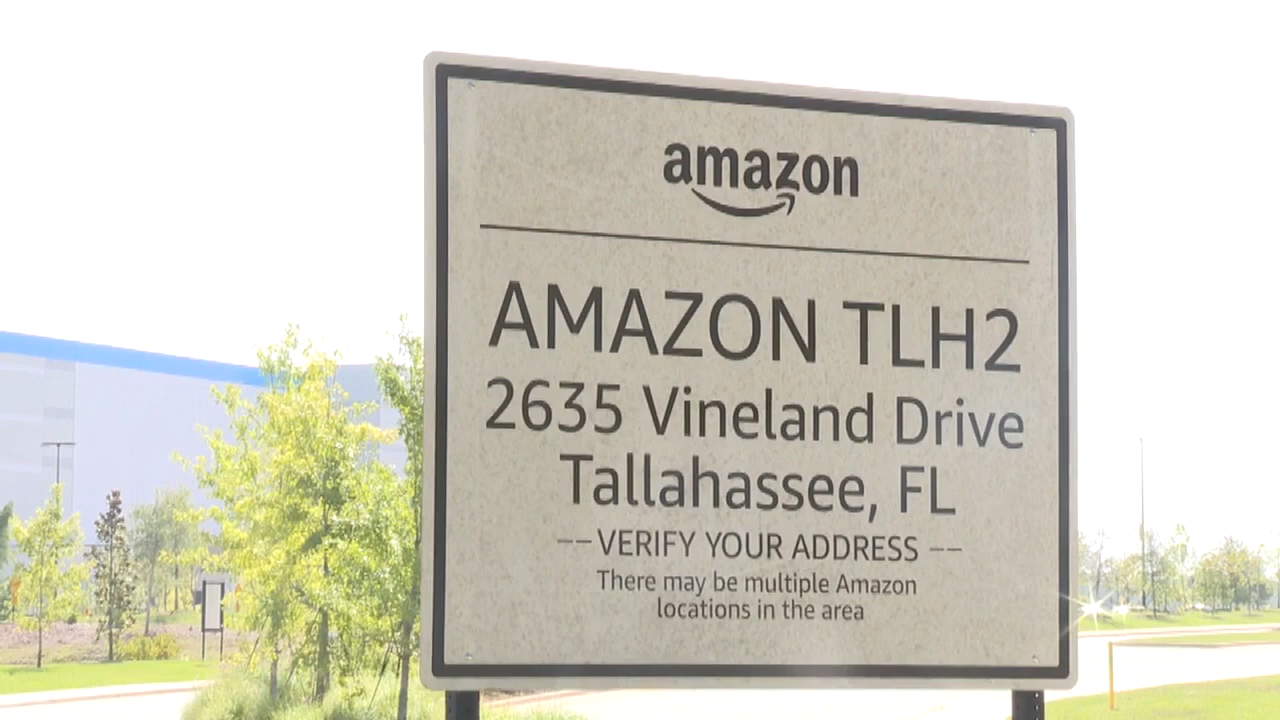 amazon
AMAZON TLH2
2635 Vineland Drive
Tallahassee, FL
--VERIFY YOUR ADDRESS--
There may be multiple Amazon
locations in the area